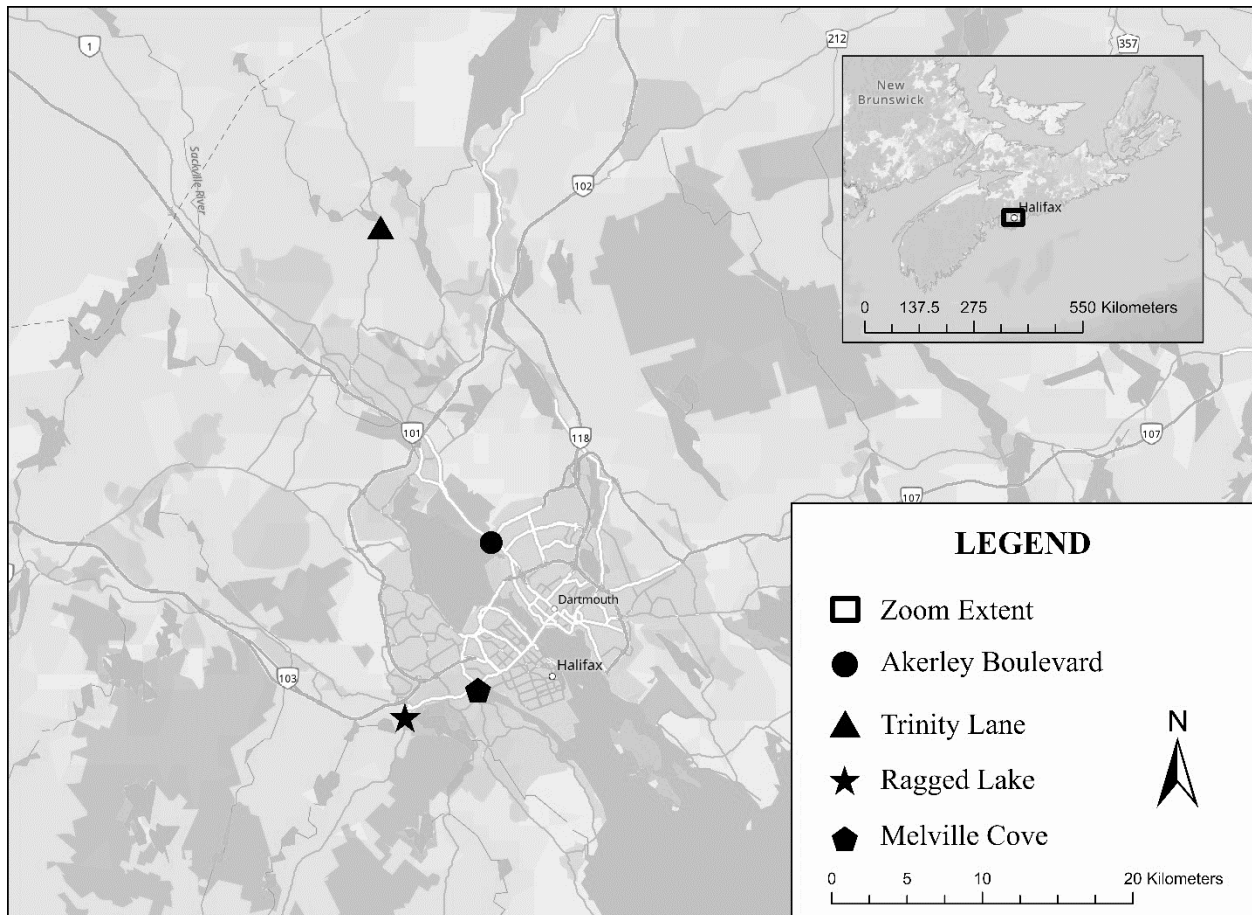 1
212
357
New
Brunswick
Halifax
0 137.5 275 550 Kilometers
Sackville River
102
101
118
107
107
Dartmouth
Halifax
103
LEGEND
Zoom Extent
Akerley Boulevard
Trinity Lane
Ragged Lake
Melville Cove
N
0 5 10 20 Kilometers